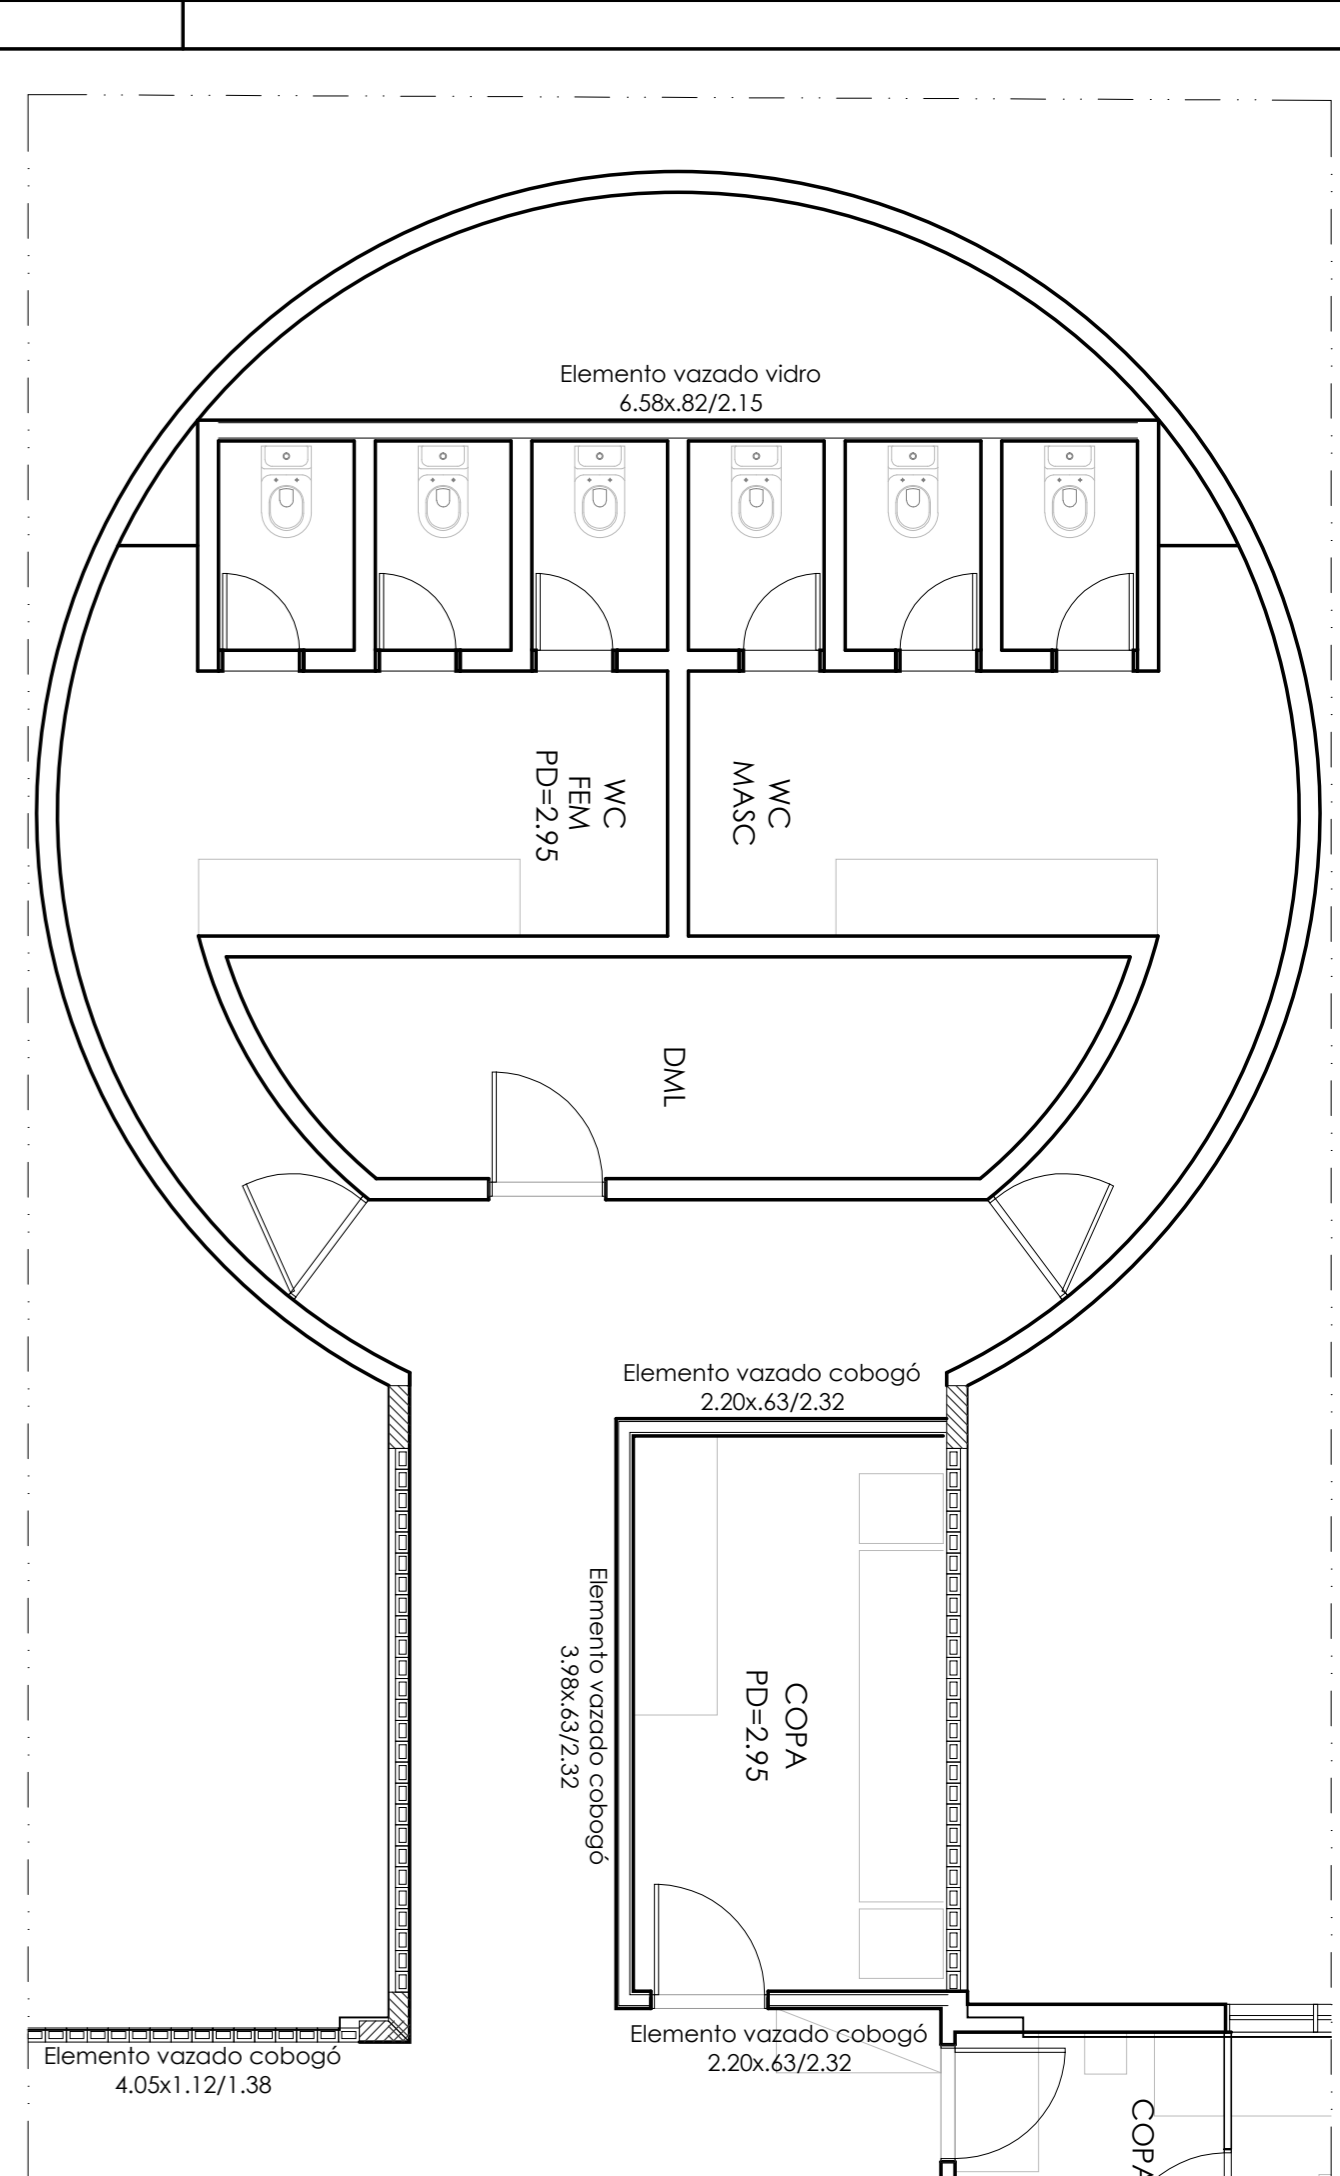 Elemento vazado vidro
6.58x.82/2.15
WC
FEM
PD=2.95
WC
MASC
DML
Elemento vazado cobogó
2.20x.63/2.32
Elemento vazado cobogó
3.98x.63/2.32
COPA
PD=2.95
Elemento vazado cobogó
2.20x.63/2.32
Elemento vazado cobogó
4.05x1.12/1.38
COPA